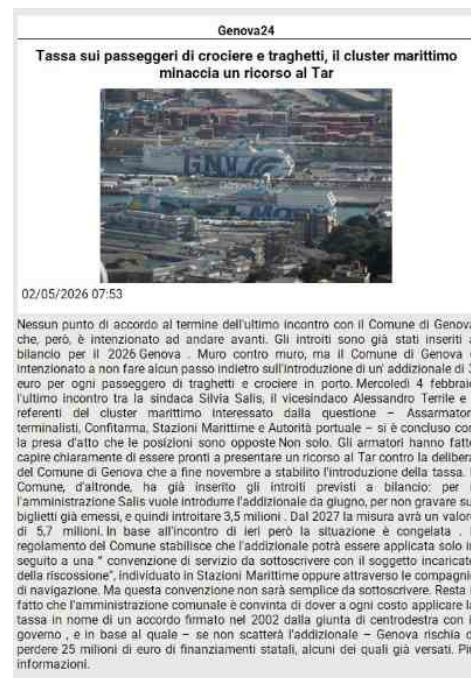 Genova24
Tassa sui passeggeri di crociere e traghetti, il cluster marittimo
minaccia un ricorso al Tar
GNV
02/05/2026 07:53
Nessun punto di accordo al termine dell'ultimo incontro con il Comune di Genova
che, però, è intenzionato ad andare avanti. Gli introiti sono già stati inseriti a
bilancio per il 2026 Genova . Muro contro muro, ma il Comune di Genova
intenzionato a non fare alcun passo indietro sull'introduzione di un' addizionale di 3
euro per ogni passeggero di traghetti e crociere in porto. Mercoledì 4 febbraio
l'ultimo incontro tra la sindaca Silvia Salis, il vicesindaco Alessandro Terrile e
referenti del cluster marittimo interessato dalla questione – Assarmator
terminalisti, Confitarma, Stazioni Marittime e Autorità portuale – si è concluso con
la presa d'atto che le posizioni sono opposte Non solo. Gli armatori hanno fatto
capire chiaramente di essere pronti a presentare un ricorso al Tar contro la delibera
del Comune di Genova che a fine novembre a stabilito l'introduzione della tassa.
Comune, d'altronde, ha già inserito gli introiti previsti a bilancio: per
l'amministrazione Salis vuole introdurre l'addizionale da giugno, per non gravare su
biglietti già emessi, e quindi introitare 3,5 milioni . Dal 2027 la misura avrà un valore
di 5,7 milioni. In base all'incontro di ieri però la situazione è congelata .
regolamento del Comune stabilisce che l'addizionale potrà essere applicata solo in
seguito a una " convenzione di servizio da sottoscrivere con il soggetto incaricato
della riscossione", individuato in Stazioni Marittime oppure attraverso le compagnie
di navigazione. Ma questa convenzione non sarà semplice da sottoscrivere. Resta
fatto che l'amministrazione comunale è convinta di dover a ogni costo applicare la
tassa in nome di un accordo firmato nel 2002 dalla giunta di centrodestra con i
governo , e in base al quale – se non scatterà l'addizionale – Genova rischia di
perdere 25 milioni di euro di finanziamenti statali, alcuni dei quali già versati. Più
informazioni.